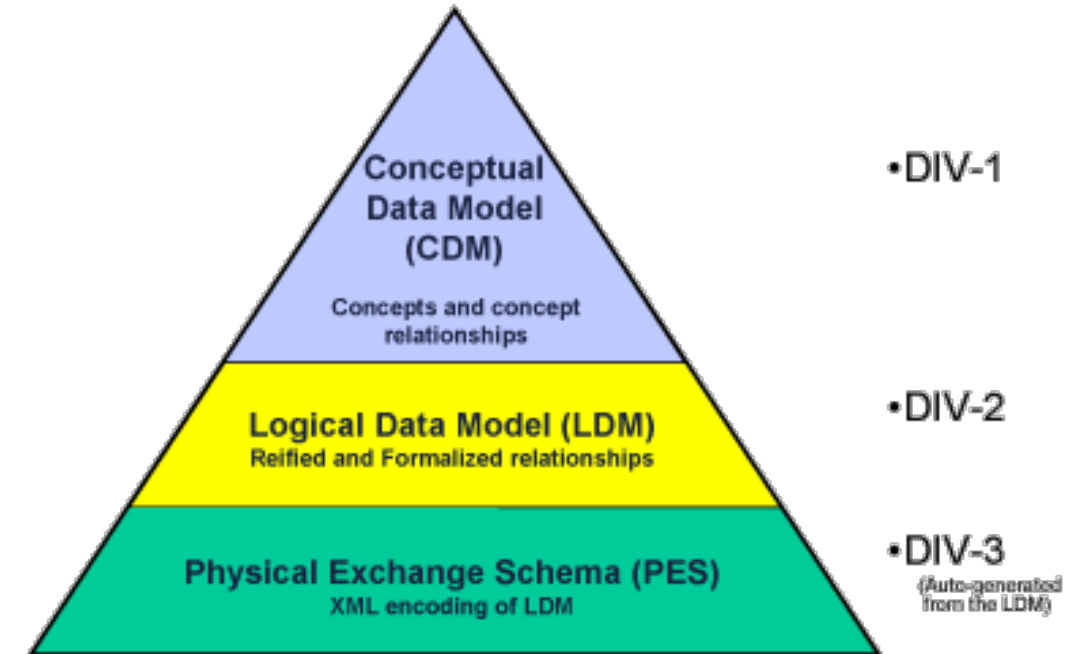 Conceptual
Data Model
(CDM)
Concepts and concept
relationships
•DIV-1
Logical Data Model (LDM)
Reified and Formalized relationships
•DIV-2
Physical Exchange Schema (PES)
XML encoding of LDM
•DIV-3
(Auto-generated
from the LDM)